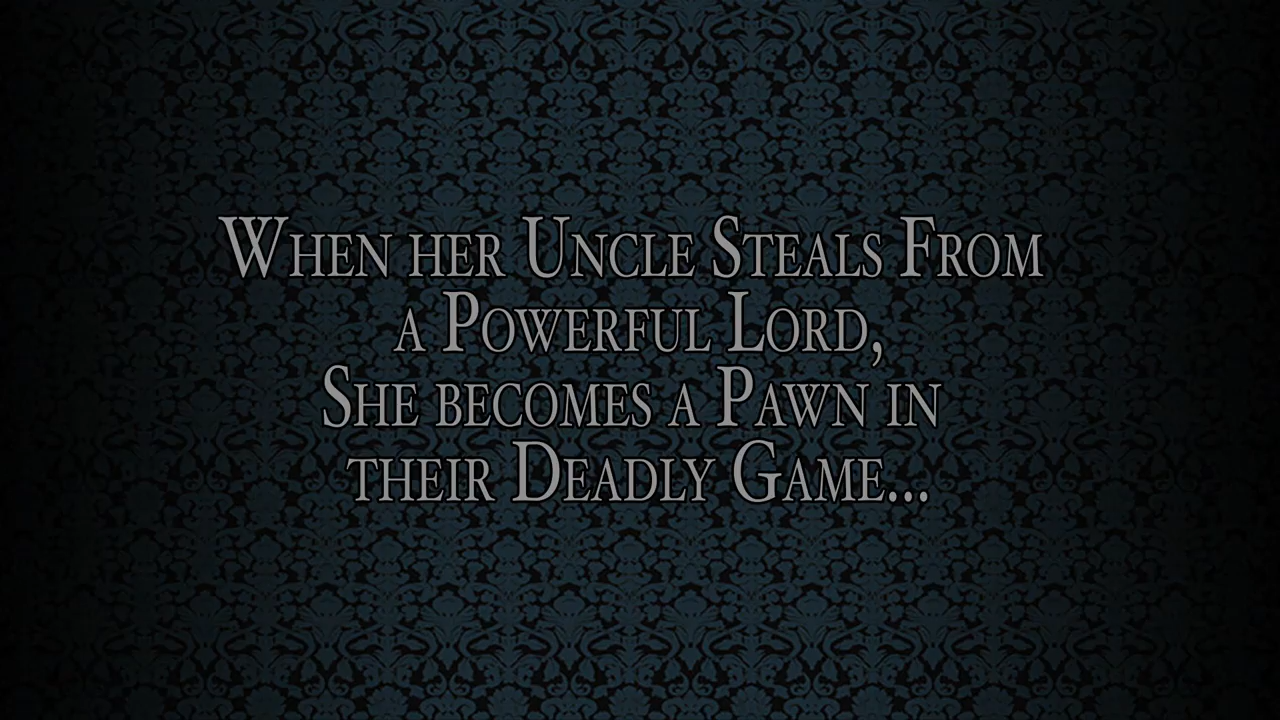 When her Uncle Steals From
a Powerful Lord,
She becomes a Pawn in
their Deadly Game...